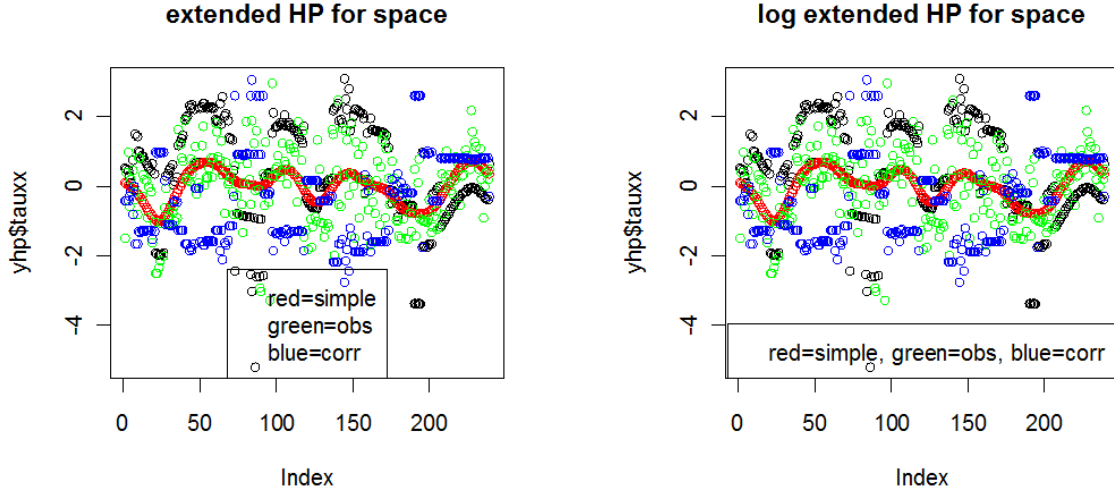 extended HP for space
yhp$tauxx
2
0
-2
-4
red=simple
green=obs
blue=corr
0 50 100 150 200
Index
log extended HP for space
yhp$tauxx
2
0
-2
-4
red=simple, green=obs, blue=corr
0 50 100 150 200
Index